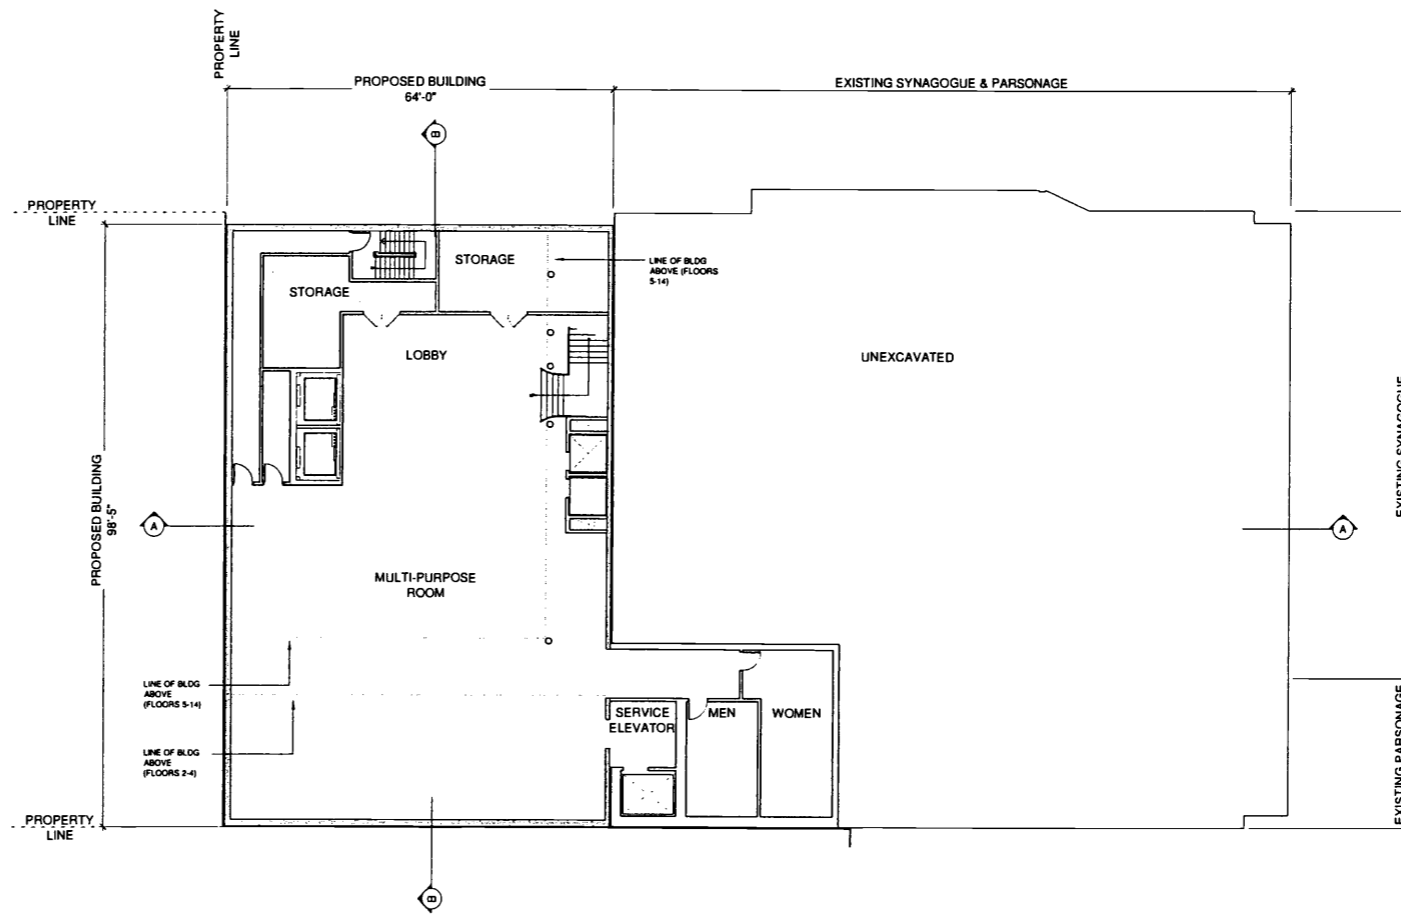 PROPERTY
LINE
PROPOSED BUILDING
64'-0"
EXISTING SYNAGOGUE & PARSONAGE
B
PROPERTY
LINE
STORAGE
LINE OF BLDG
ABOVE (FLOORS
5-14)
STORAGE
LOBBY
UNEXCAVATED
EXISTING SYNAGOGUE
PROPOSED BUILDING
98'-5"
A
A
MULTI-PURPOSE
ROOM
LINE OF BLDG
ABOVE
(FLOORS 5-14)
SERVICE
ELEVATOR
MEN
WOMEN
LINE OF BLDG
ABOVE
(FLOORS 2-4)
EXISTING PARSONAGE
PROPERTY
LINE
B